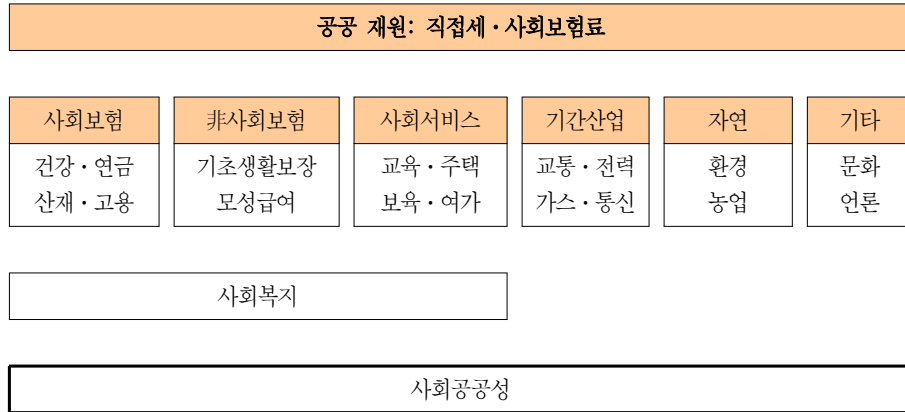 공공 재원: 직접세·사회보험료
사회보험
건강·연금
산재·고용
非사회보험
기초생활보장
모성급여
사회서비스
교육·주택
보육·여가
기간산업
교통·전력
가스·통신
자연
환경
농업
기타
문화
언론
사회복지
사회공공성